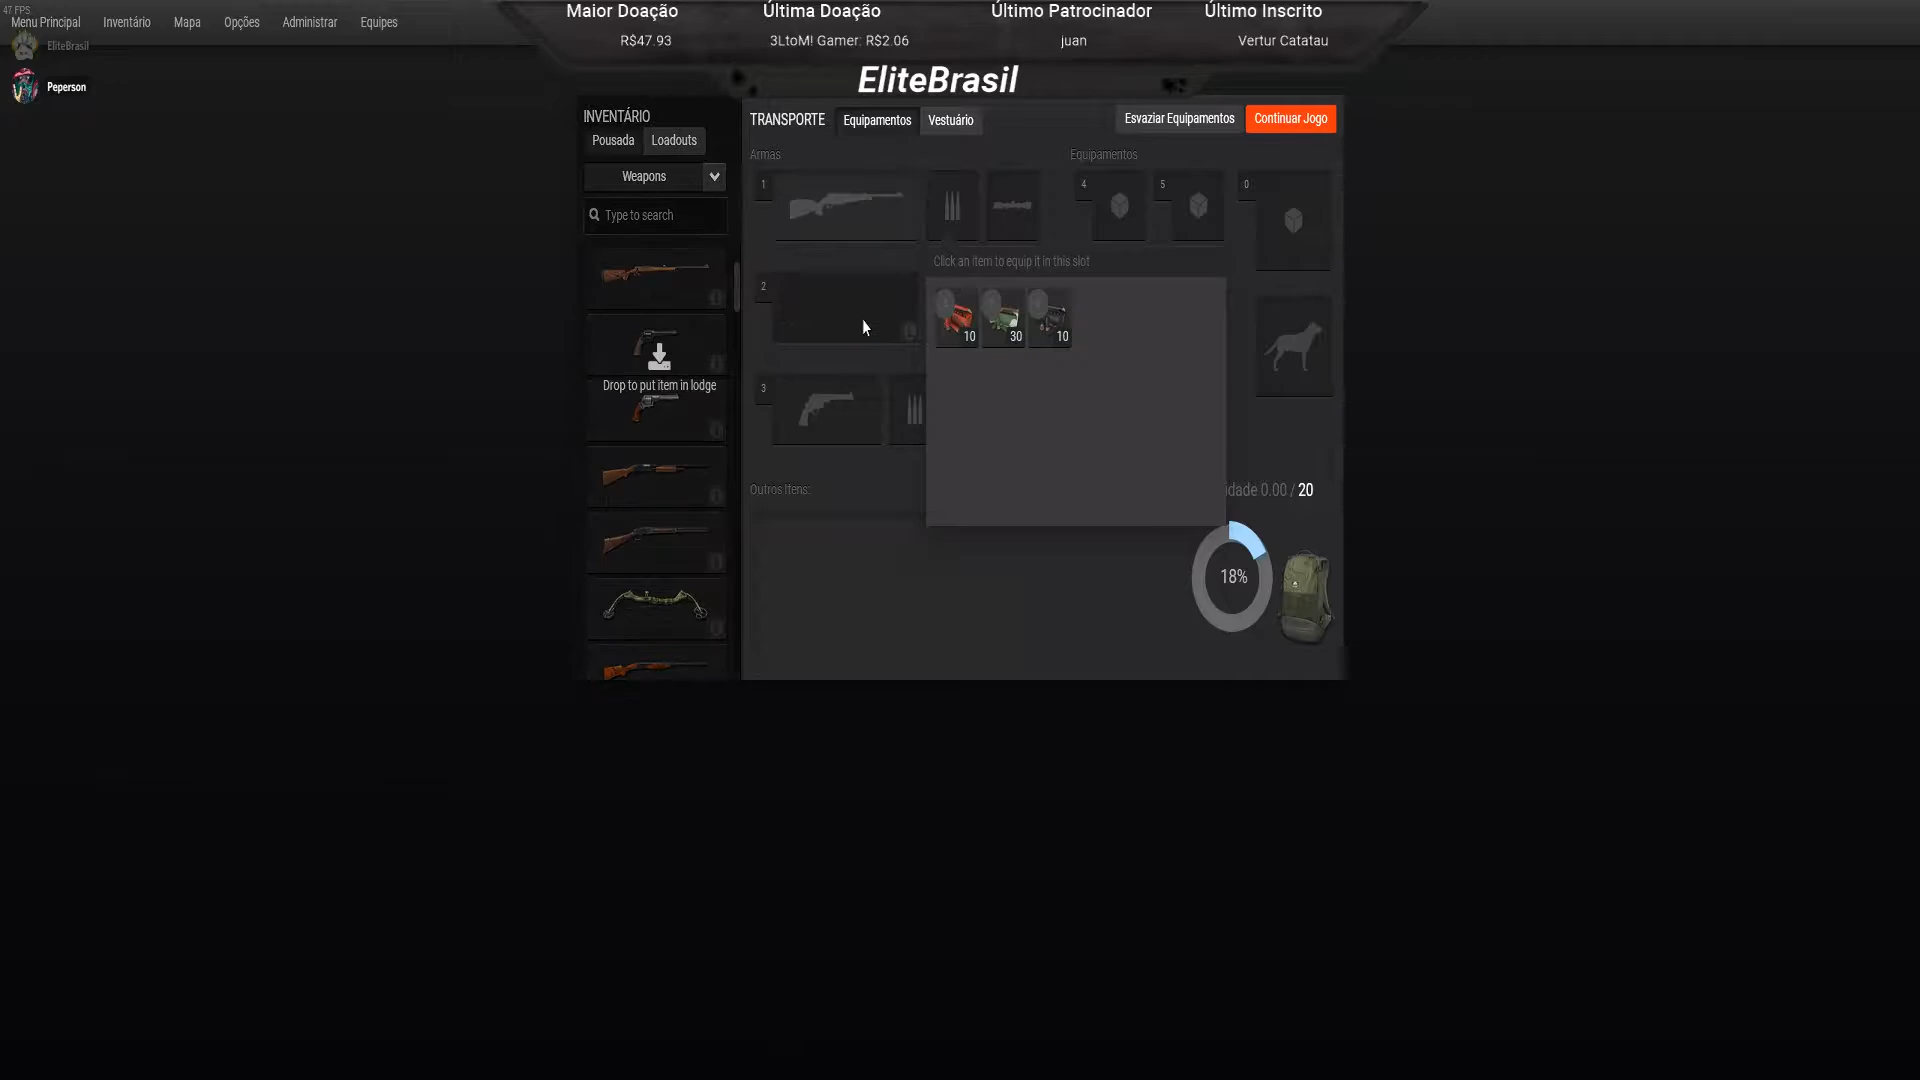 47 FPS
Menu Principal Inventário Mapa Opções Administrar Equipes
EliteBrasil
Peperson
Maior Doação Última Doação Último Patrocinador Último Inscrito
R$47.93 3LtoM! Gamer: R$2.06 juan Vertur Catatau
EliteBrasil
INVENTÁRIO
Pousada Loadouts
Weapons
Type to search
Drop to put item in lodge
TRANSPORTE Equipamentos Vestuário Esvaziar Equipamentos Continuar Jogo
Armas Equipamentos
1 4 5 0
Click an item to equip it in this slot
2
10 30 10
3
Outros Itens: idade 0.00 / 20
18%